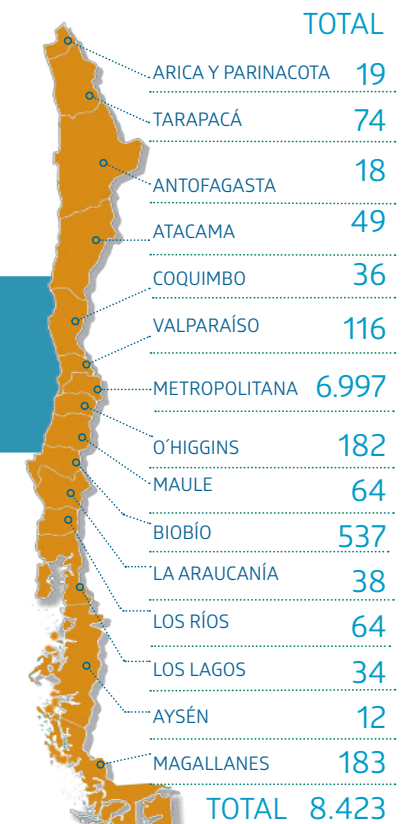 TOTAL
ARICA Y PARINACOTA 19
TARAPACÁ 74
ANTOFAGASTA 18
ATACAMA 49
COQUIMBO 36
VALPARAÍSO 116
METROPOLITANA 6.997
O´HIGGINS 182
MAULE 64
BIOBÍO 537
LA ARAUCANÍA 38
LOS RÍOS 64
LOS LAGOS 34
AYSÉN 12
MAGALLANES 183
TOTAL 8.423